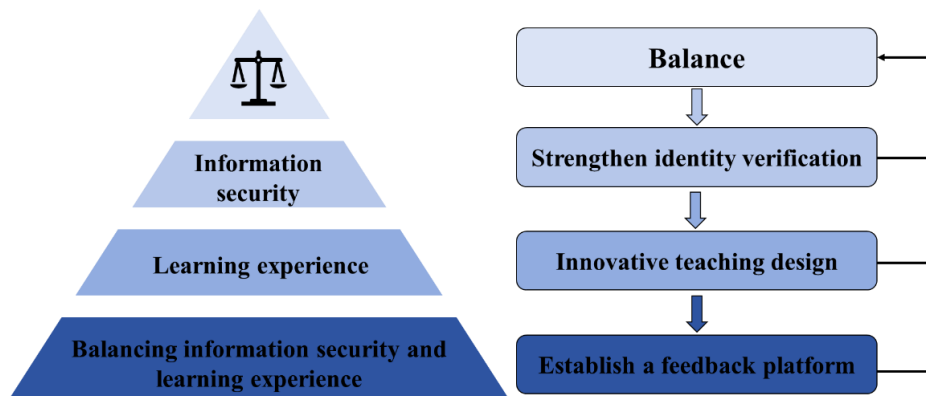 Information
security
Learning experience
Balancing information security and
learning experience
Balance
Strengthen identity verification
Innovative teaching design
Establish a feedback platform